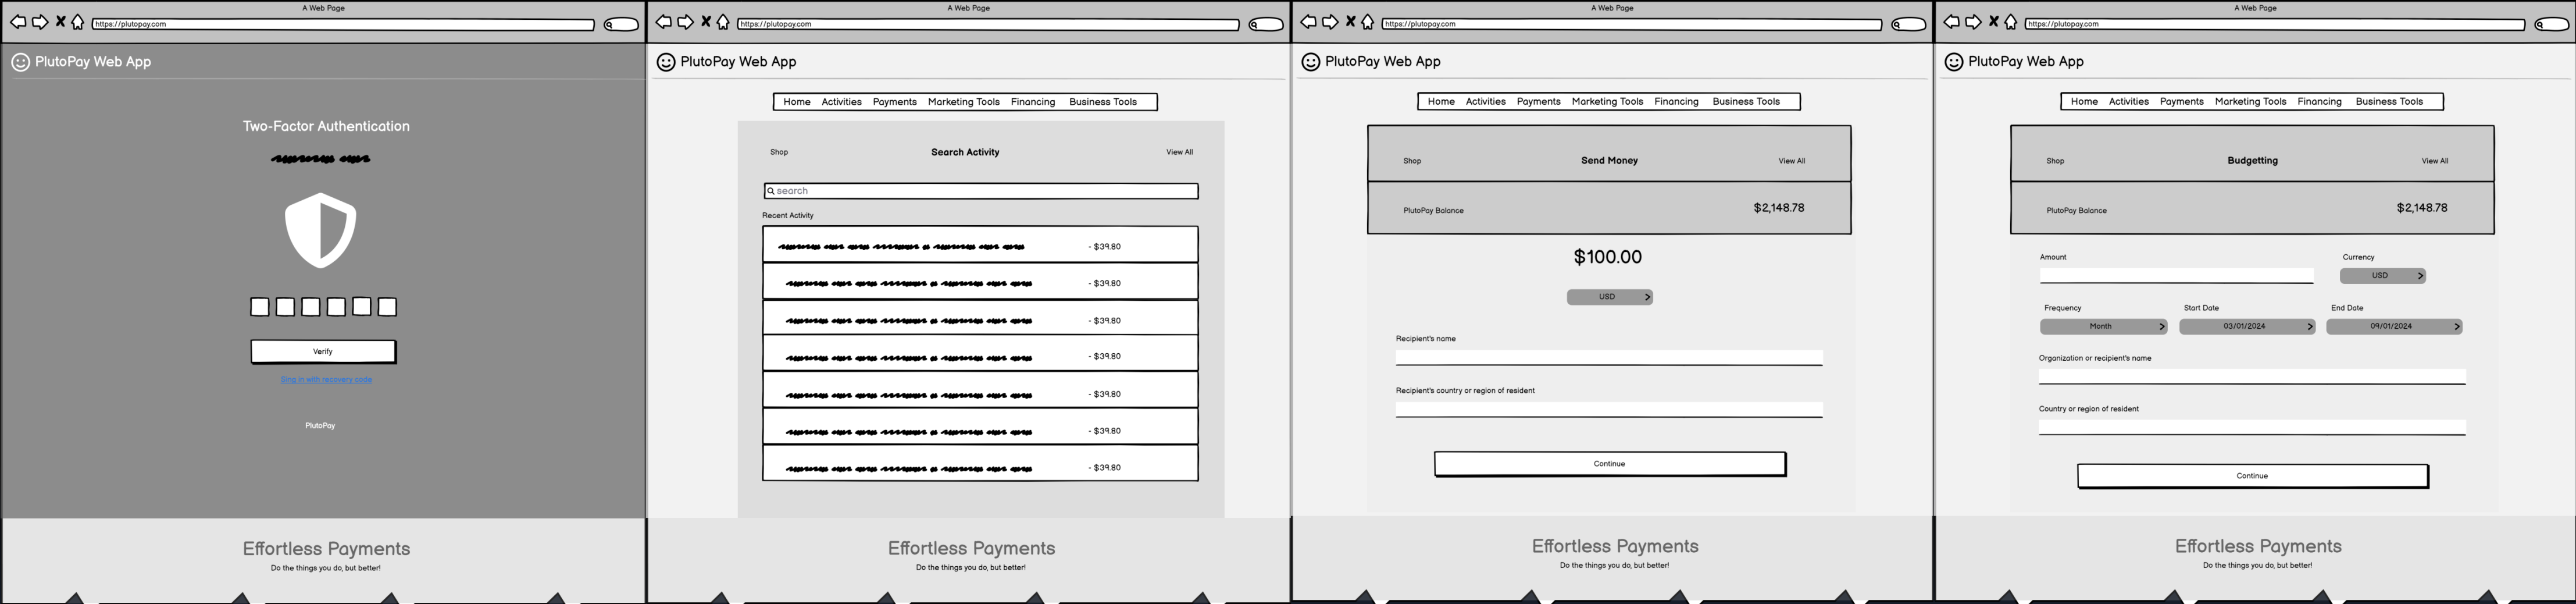 A Web Page
https://plutopay.com
PlutoPay Web App
Two-Factor Authentication
Verify
Sing in with recovery code
PlutoPay
Effortless Payments
Do the things you do, but better!
A Web Page
https://plutopay.com
PlutoPay Web App
Home Activities Payments Marketing Tools Financing Business Tools
Shop Search Activity View All
search
Recent Activity
- $39.80
- $39.80
- $39.80
- $39.80
- $39.80
- $39.80
- $39.80
Effortless Payments
Do the things you do, but better!
A Web Page
https://plutopay.com
PlutoPay Web App
Home Activities Payments Marketing Tools Financing Business Tools
Shop Send Money View All
PlutoPay Balance $2,148.78
$100.00
USD
Recipient's name
Recipient's country or region of resident
Continue
Effortless Payments
Do the things you do, but better!
A Web Page
https://plutopay.com
PlutoPay Web App
Home Activities Payments Marketing Tools Financing Business Tools
Shop Budgetting View All
PlutoPay Balance $2,148.78
Amount Currency
USD
Frequency Start Date End Date
Month 03/01/2024 09/01/2024
Organization or recipient's name
Country or region of resident
Continue
Effortless Payments
Do the things you do, but better!